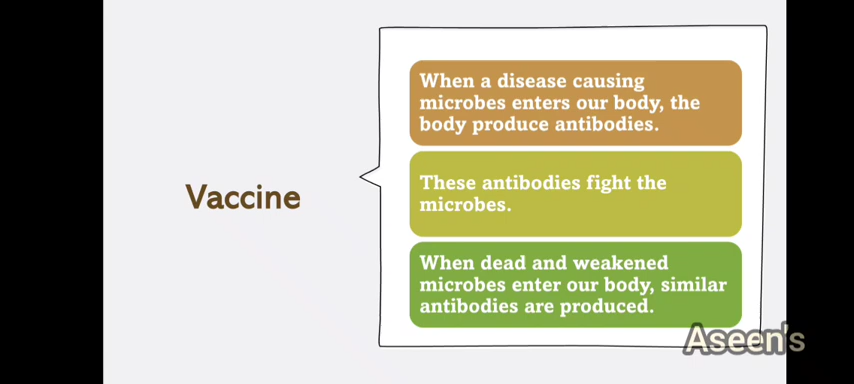 Vaccine
When a disease causing
microbes enters our body, the
body produce antibodies.
These antibodies fight the
microbes.
When dead and weakened
microbes enter our body, similar
antibodies are produced.
Aseen's